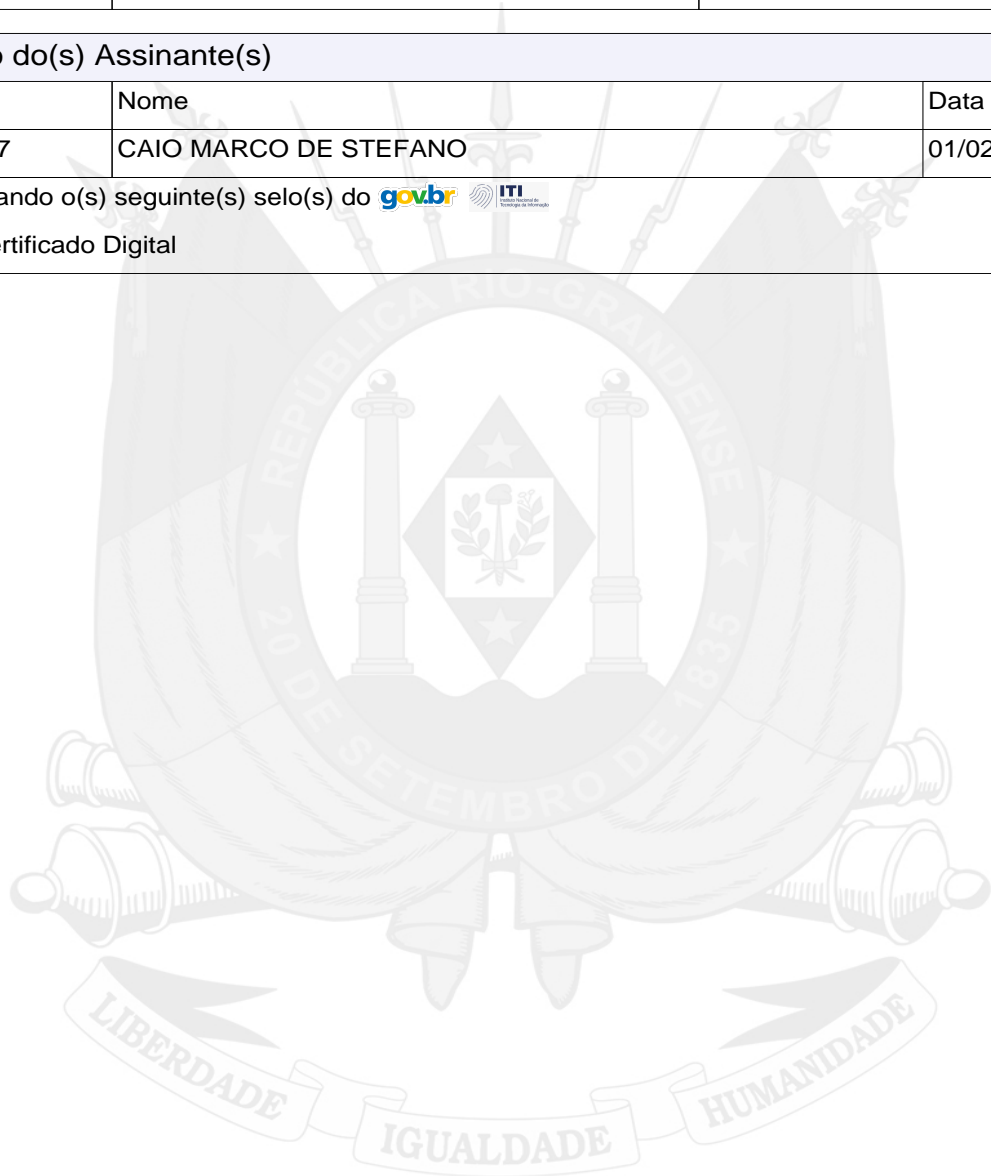 o do(s) Assinante(s)
Nome Data
7 CAIO MARCO DE STEFANO 01/02
ando o(s) seguinte(s) selo(s) do gov.br ITI
rtificado Digital
REPÚBLICA RIO-GRANDENSE
20 DE SETEMBRO DE 1835
LIBERDADE IGUALDADE HUMANIDADE